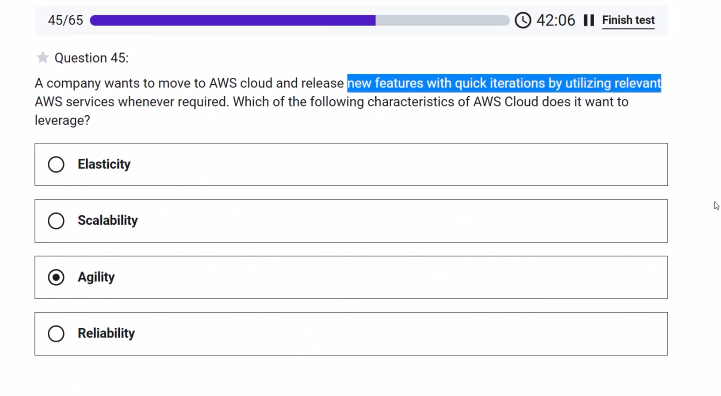 45/65 42:06 Finish test
Question 45:
A company wants to move to AWS cloud and release new features with quick iterations by utilizing relevant
AWS services whenever required. Which of the following characteristics of AWS Cloud does it want to
leverage?
Elasticity
Scalability
Agility
Reliability